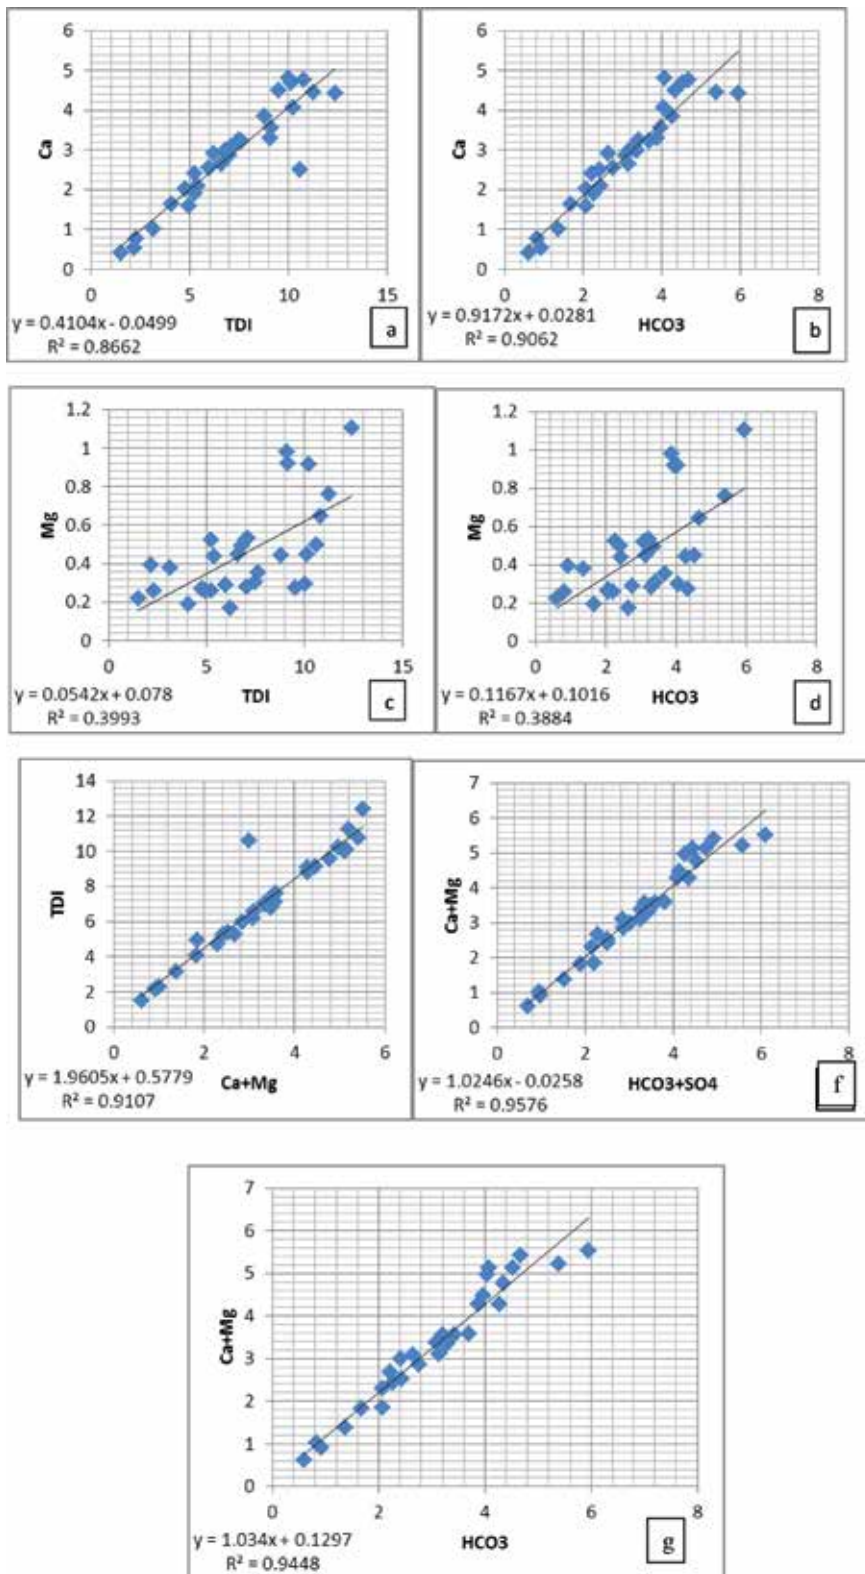 6
5
4
3
2
1
0
Ca
0 5 10 15
y = 0.4104x - 0.0499 TDI
R² = 0.8662
a
6
5
4
3
2
1
0
Ca
0 2 4 6 8
y = 0.9172x + 0.0281 HCO3
R² = 0.9062
b
1.2
1
0.8
0.6
0.4
0.2
0
Mg
0 5 10 15
y = 0.0542x + 0.078 TDI
R² = 0.3993
c
1.2
1
0.8
0.6
0.4
0.2
0
Mg
0 2 4 6 8
y = 0.1167x + 0.1016 HCO3
R² = 0.3884
d
14
12
10
8
6
4
2
0
TDI
0 2 4 6
y = 1.9605x + 0.5779 Ca+Mg
R² = 0.9107
7
6
5
4
3
2
1
0
Ca+Mg
0 2 4 6 8
y = 1.0246x - 0.0258 HCO3+SO4
R² = 0.9576
f
7
6
5
4
3
2
1
0
Ca+Mg
0 2 4 6 8
y = 1.034x + 0.1297 HCO3
R² = 0.9448
g